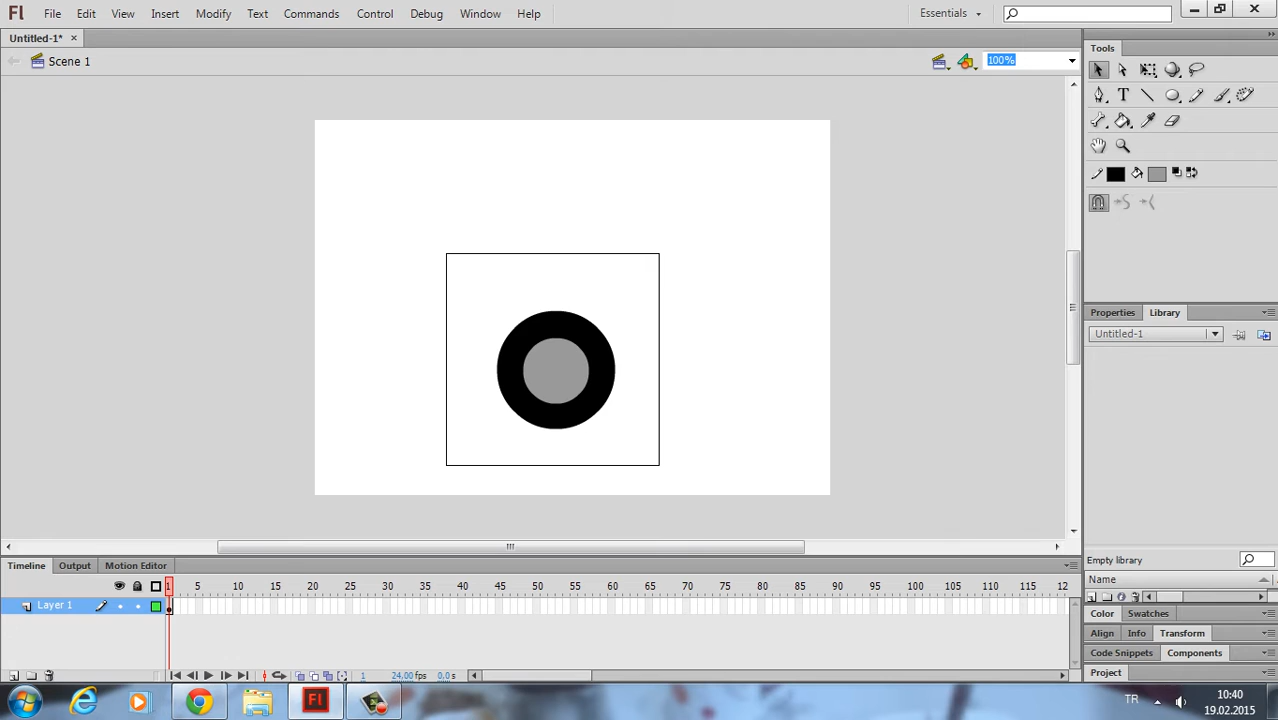 Fl File Edit View Insert Modify Text Commands Control Debug Window Help Essentials
Untitled-1*
Scene 1 100%
Tools
T
Properties Library
Untitled-1
Empty library
Name
Color Swatches
Align Info Transform
Code Snippets Components
Project
Timeline Output Motion Editor
1 5 10 15 20 25 30 35 40 45 50 55 60 65 70 75 80 85 90 95 100 105 110 115 12
Layer 1
1 24,00 fps 0,0 s
Fl TR 10:40
19.02.2015